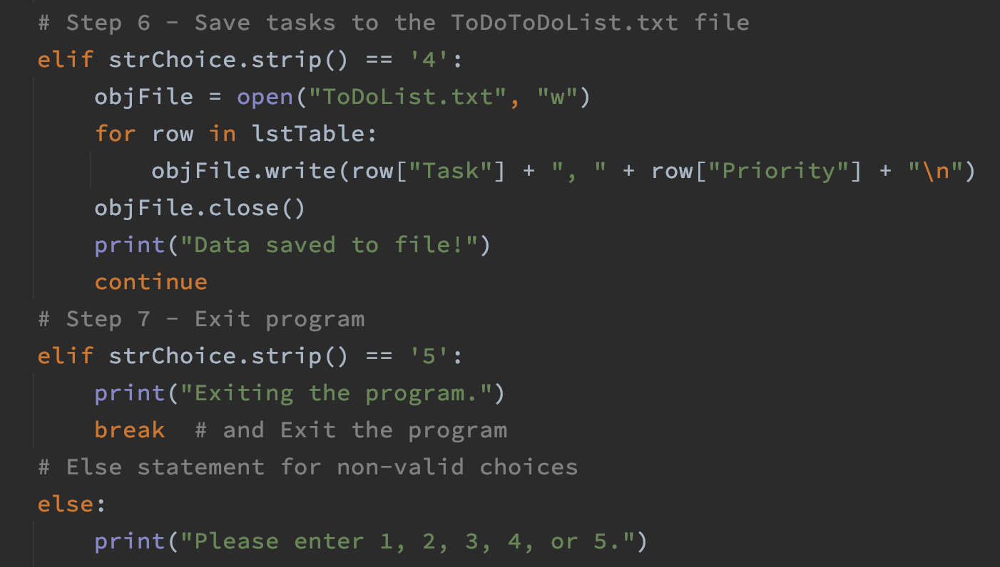 # Step 6 - Save tasks to the ToDoToDoList.txt file
elif strChoice.strip() == '4':
    objFile = open("ToDoList.txt", "w")
    for row in lstTable:
        objFile.write(row["Task"] + ", " + row["Priority"] + "\n")
    objFile.close()
    print("Data saved to file!")
    continue
# Step 7 - Exit program
elif strChoice.strip() == '5':
    print("Exiting the program.")
    break  # and Exit the program
# Else statement for non-valid choices
else:
    print("Please enter 1, 2, 3, 4, or 5.")